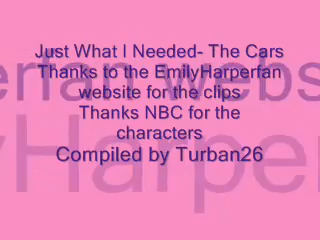 Just What I Needed- The Cars
Thanks to the EmilyHarperfan
website for the clips
Thanks NBC for the
characters
Compiled by Turban26